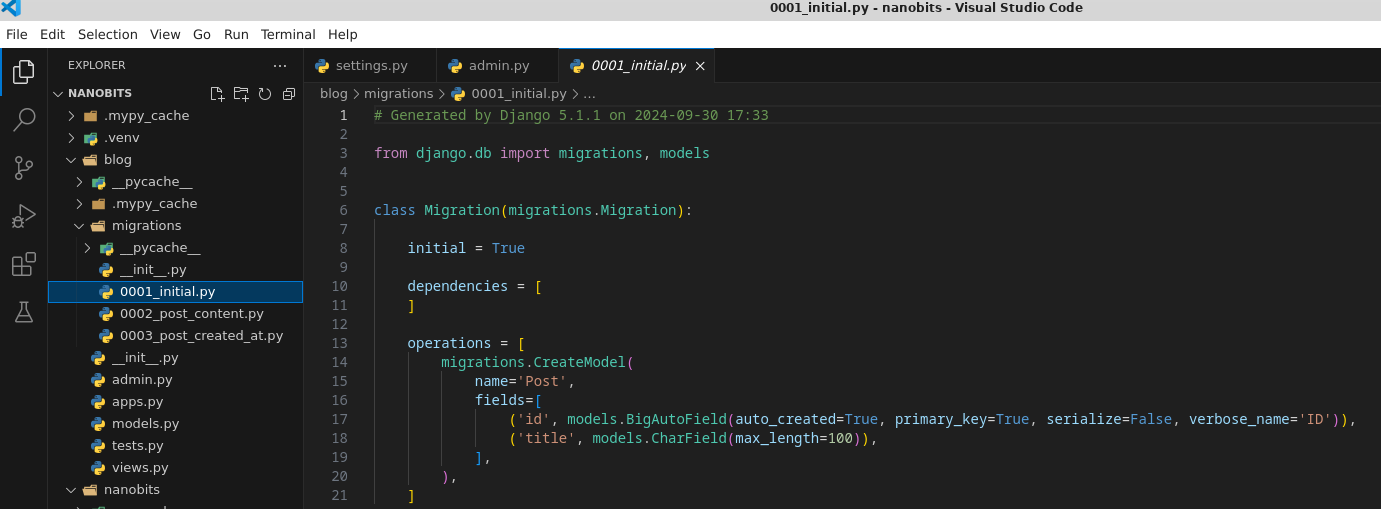 0001_initial.py - nanobits - Visual Studio Code
File Edit Selection View Go Run Terminal Help
EXPLORER ...
NANOBITS
.mypy_cache
.venv
blog
__pycache__
.mypy_cache
migrations
__pycache__
__init__.py
0001_initial.py
0002_post_content.py
0003_post_created_at.py
__init__.py
admin.py
apps.py
models.py
tests.py
views.py
nanobits
settings.py admin.py 0001_initial.py ×
blog > migrations > 0001_initial.py > ...
1 # Generated by Django 5.1.1 on 2024-09-30 17:33
2
3 from django.db import migrations, models
4
5
6 class Migration(migrations.Migration):
7
8     initial = True
9
10     dependencies = [
11     ]
12
13     operations = [
14         migrations.CreateModel(
15             name='Post',
16             fields=[
17                 ('id', models.BigAutoField(auto_created=True, primary_key=True, serialize=False, verbose_name='ID')),
18                 ('title', models.CharField(max_length=100)),
19             ],
20         ),
21     ]